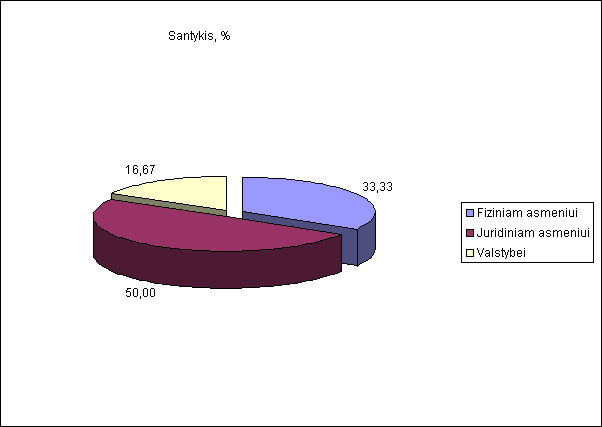 Santykis, %
16,67
33,33
50,00
Fiziniam asmeniui
Juridiniam asmeniui
Valstybei